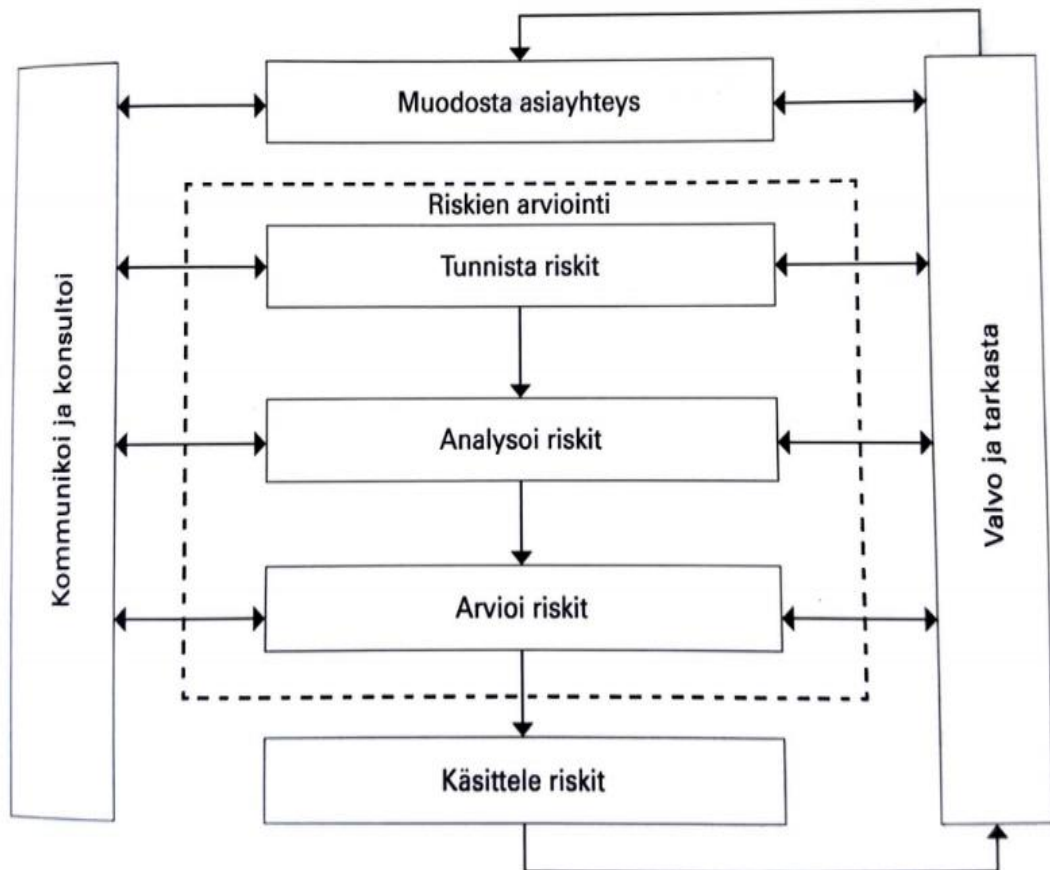 Muodosta asiayhteys
Riskien arviointi
Tunnista riskit
Analysoi riskit
Arvioi riskit
Käsittele riskit
Kommunikoi ja konsultoi
Valvo ja tarkasta